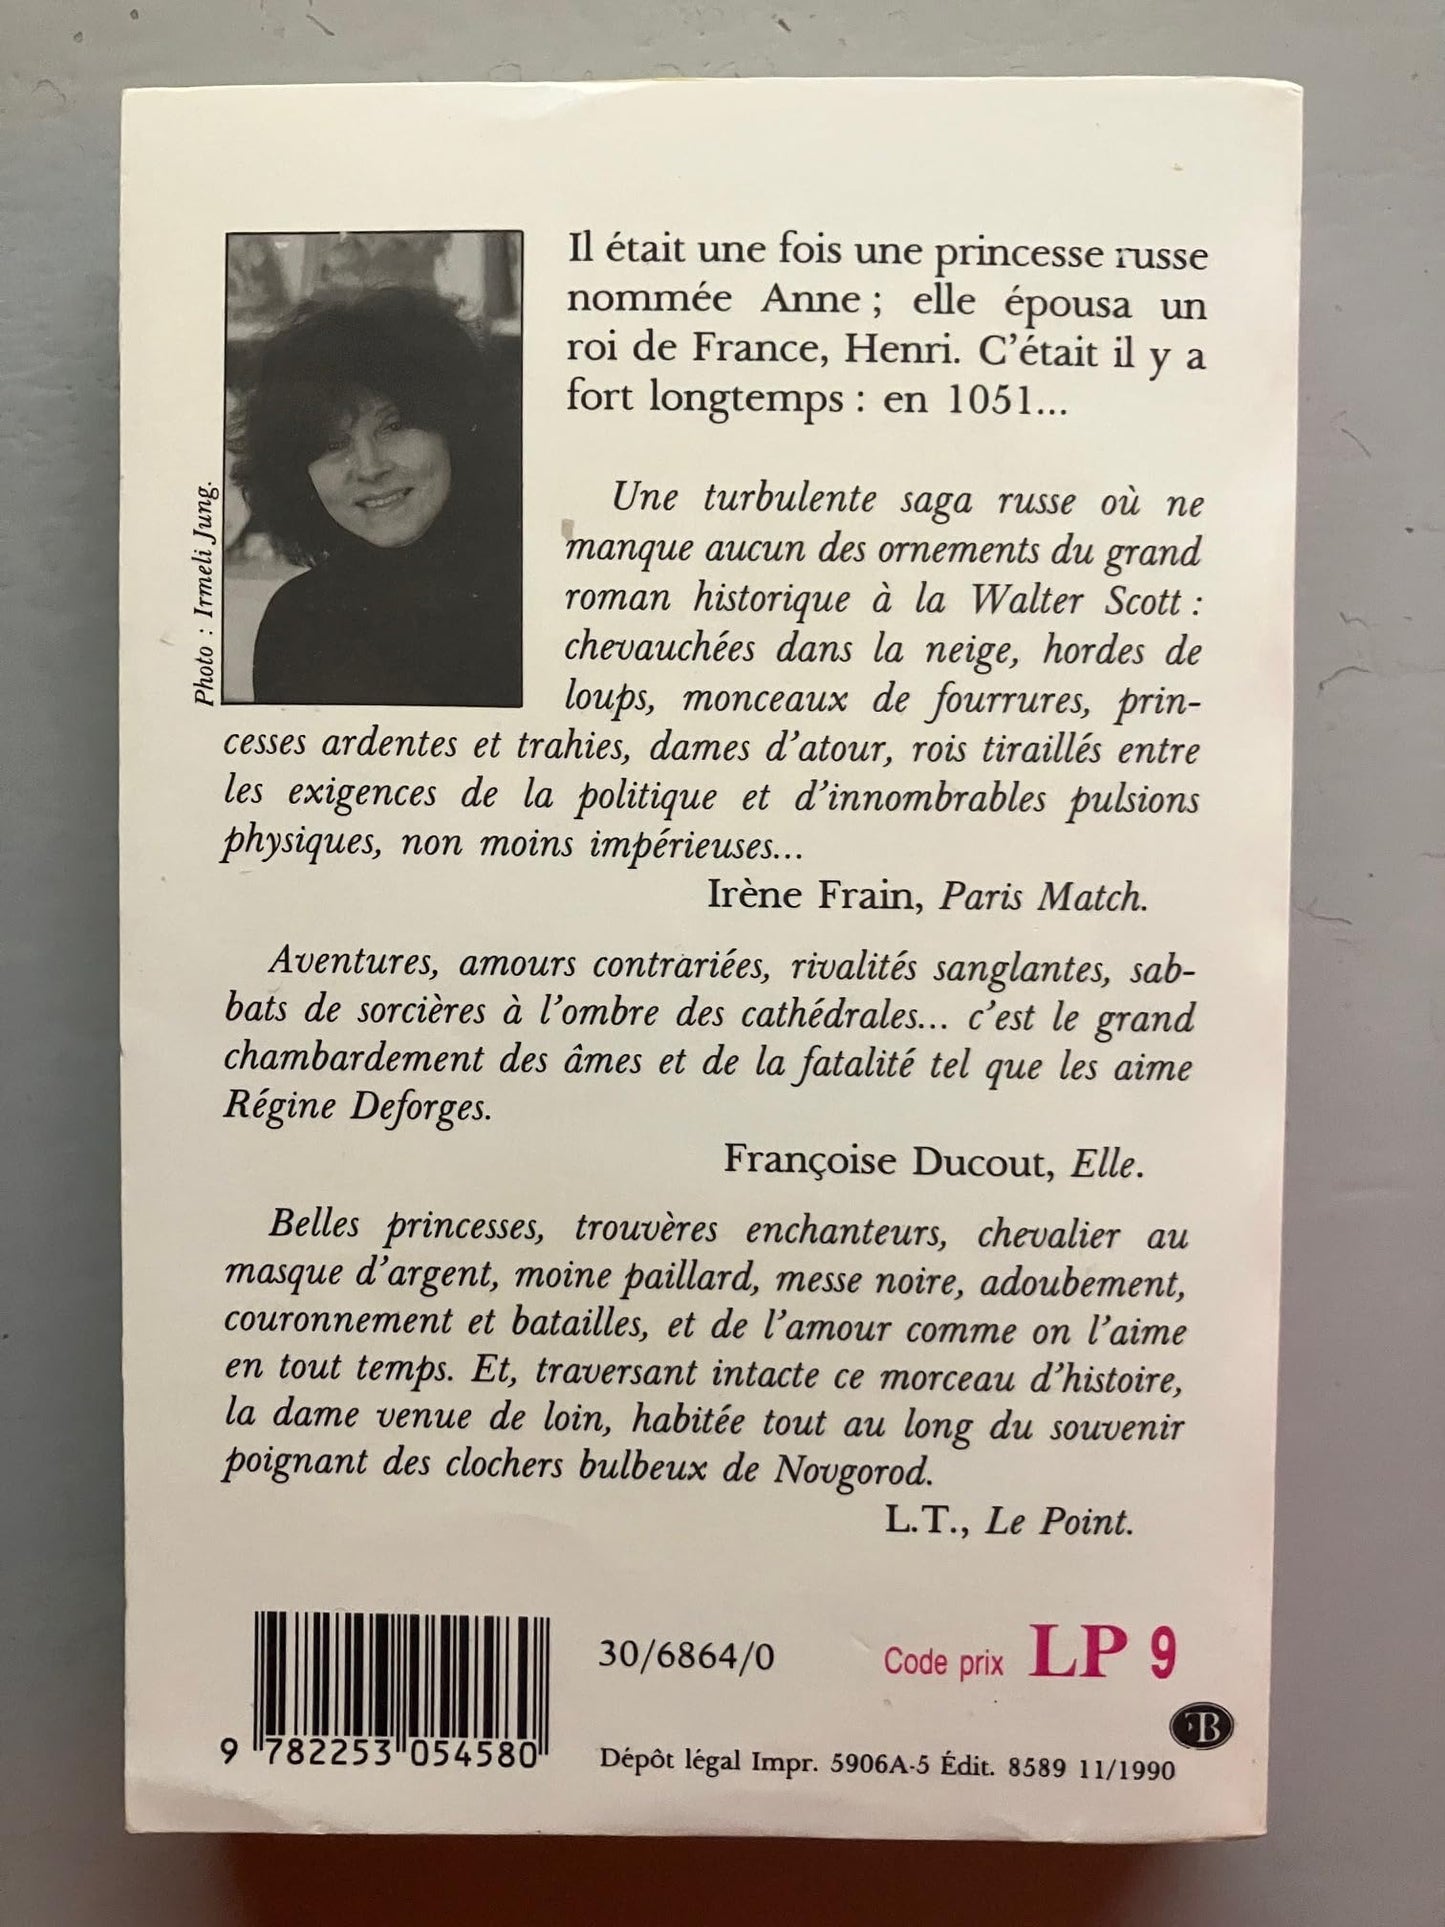 Il était une fois une princesse russe
nommée Anne ; elle épousa un
roi de France, Henri. C'était il y a
fort longtemps : en 1051...
Photo : Irmeli Jung.
Une turbulente saga russe où ne
manque aucun des ornements du grand
roman historique à la Walter Scott :
chevauchées dans la neige, hordes de
loups, monceaux de fourrures, prin-
cesses ardentes et trahies, dames d'atour, rois tiraillés entre
les exigences de la politique et d'innombrables pulsions
physiques, non moins impérieuses...
Irène Frain, Paris Match.
Aventures, amours contrariées, rivalités sanglantes, sab-
bats de sorcières à l'ombre des cathédrales... c'est le grand
chambardement des âmes et de la fatalité tel que les aime
Régine Deforges.
Françoise Ducout, Elle.
Belles princesses, trouvères enchanteurs, chevalier au
masque d'argent, moine paillard, messe noire, adoubement,
couronnement et batailles, et de l'amour comme on l'aime
en tout temps. Et, traversant intacte ce morceau d'histoire,
la dame venue de loin, habitée tout au long du souvenir
poignant des clochers bulbeux de Novgorod.
L.T., Le Point.
30/6864/0
Code prix LP 9
9 782253 054580
Dépôt légal Impr. 5906A-5 Édit. 8589 11/1990